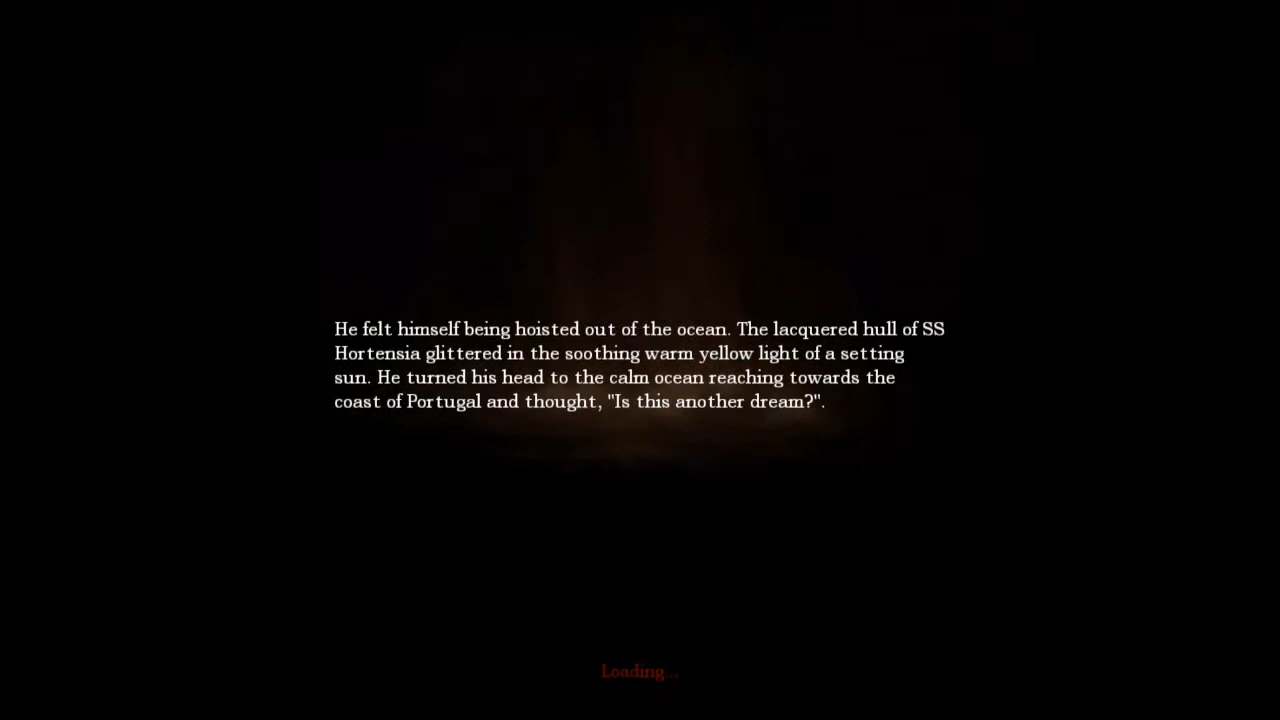 He felt himself being hoisted out of the ocean. The lacquered hull of SS
Hortensia glittered in the soothing warm yellow light of a setting
sun. He turned his head to the calm ocean reaching towards the
coast of Portugal and thought, "Is this another dream?".
Loading...